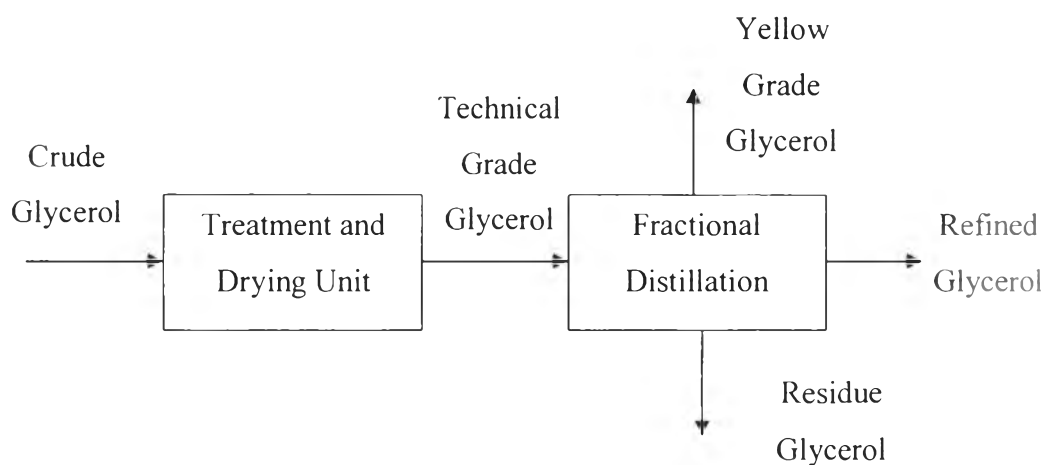 Crude
Glycerol
Treatment and
Drying Unit
Technical
Grade
Glycerol
Fractional
Distillation
Yellow
Grade
Glycerol
Refined
Glycerol
Residue
Glycerol